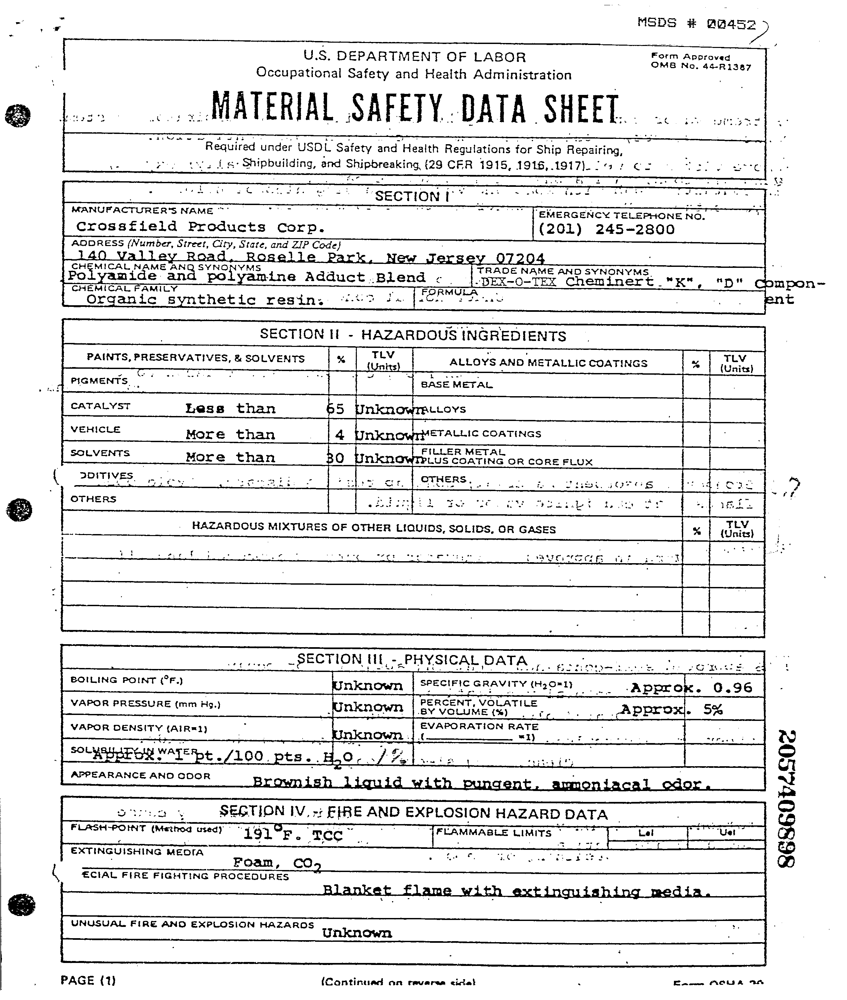 MSDS # 00452
U.S. DEPARTMENT OF LABOR
Occupational Safety and Health Administration
Form Approved
OMB No. 44-R1387
MATERIAL SAFETY DATA SHEET
Required under USDL Safety and Health Regulations for Ship Repairing,
Shipbuilding, and Shipbreaking (29 CFR 1915, 1916, 1917)
SECTION I
MANUFACTURER'S NAME
Crossfield Products Corp.
EMERGENCY TELEPHONE NO.
(201) 245-2800
ADDRESS (Number, Street, City, State, and ZIP Code)
140 Valley Road, Roselle Park, New Jersey 07204
CHEMICAL NAME AND SYNONYMS
Polyamide and polyamine Adduct Blend
TRADE NAME AND SYNONYMS
DEX-O-TEX Cheminert "K", "D" Compon-
ent
CHEMICAL FAMILY
Organic synthetic resin.
FORMULA
SECTION II - HAZARDOUS INGREDIENTS
PAINTS, PRESERVATIVES, & SOLVENTS % TLV (Units) ALLOYS AND METALLIC COATINGS % TLV (Units)
PIGMENTS BASE METAL
CATALYST Less than 65 Unknown ALLOYS
VEHICLE More than 4 Unknown METALLIC COATINGS
SOLVENTS More than 30 Unknown FILLER METAL
PLUS COATING OR CORE FLUX
DDITIVES OTHERS
OTHERS
HAZARDOUS MIXTURES OF OTHER LIQUIDS, SOLIDS, OR GASES % TLV (Units)
SECTION III - PHYSICAL DATA
BOILING POINT (°F.) Unknown SPECIFIC GRAVITY (H2O=1) Approx. 0.96
VAPOR PRESSURE (mm Hg.) Unknown PERCENT, VOLATILE
BY VOLUME (%) Approx. 5%
VAPOR DENSITY (AIR=1) Unknown EVAPORATION RATE
( =1)
SOLUBILITY IN WATER Approx. 1 pt./100 pts. H2O 1%
APPEARANCE AND ODOR Brownish liquid with pungent, ammoniacal odor.
SECTION IV - FIRE AND EXPLOSION HAZARD DATA
FLASH-POINT (Method used) 191°F. TCC FLAMMABLE LIMITS Lel Uel
EXTINGUISHING MEDIA
Foam, CO2
ECIAL FIRE FIGHTING PROCEDURES
Blanket flame with extinguishing media.
UNUSUAL FIRE AND EXPLOSION HAZARDS
Unknown
PAGE (1) (Continued on reverse side) Form OSHA-20
2057409898